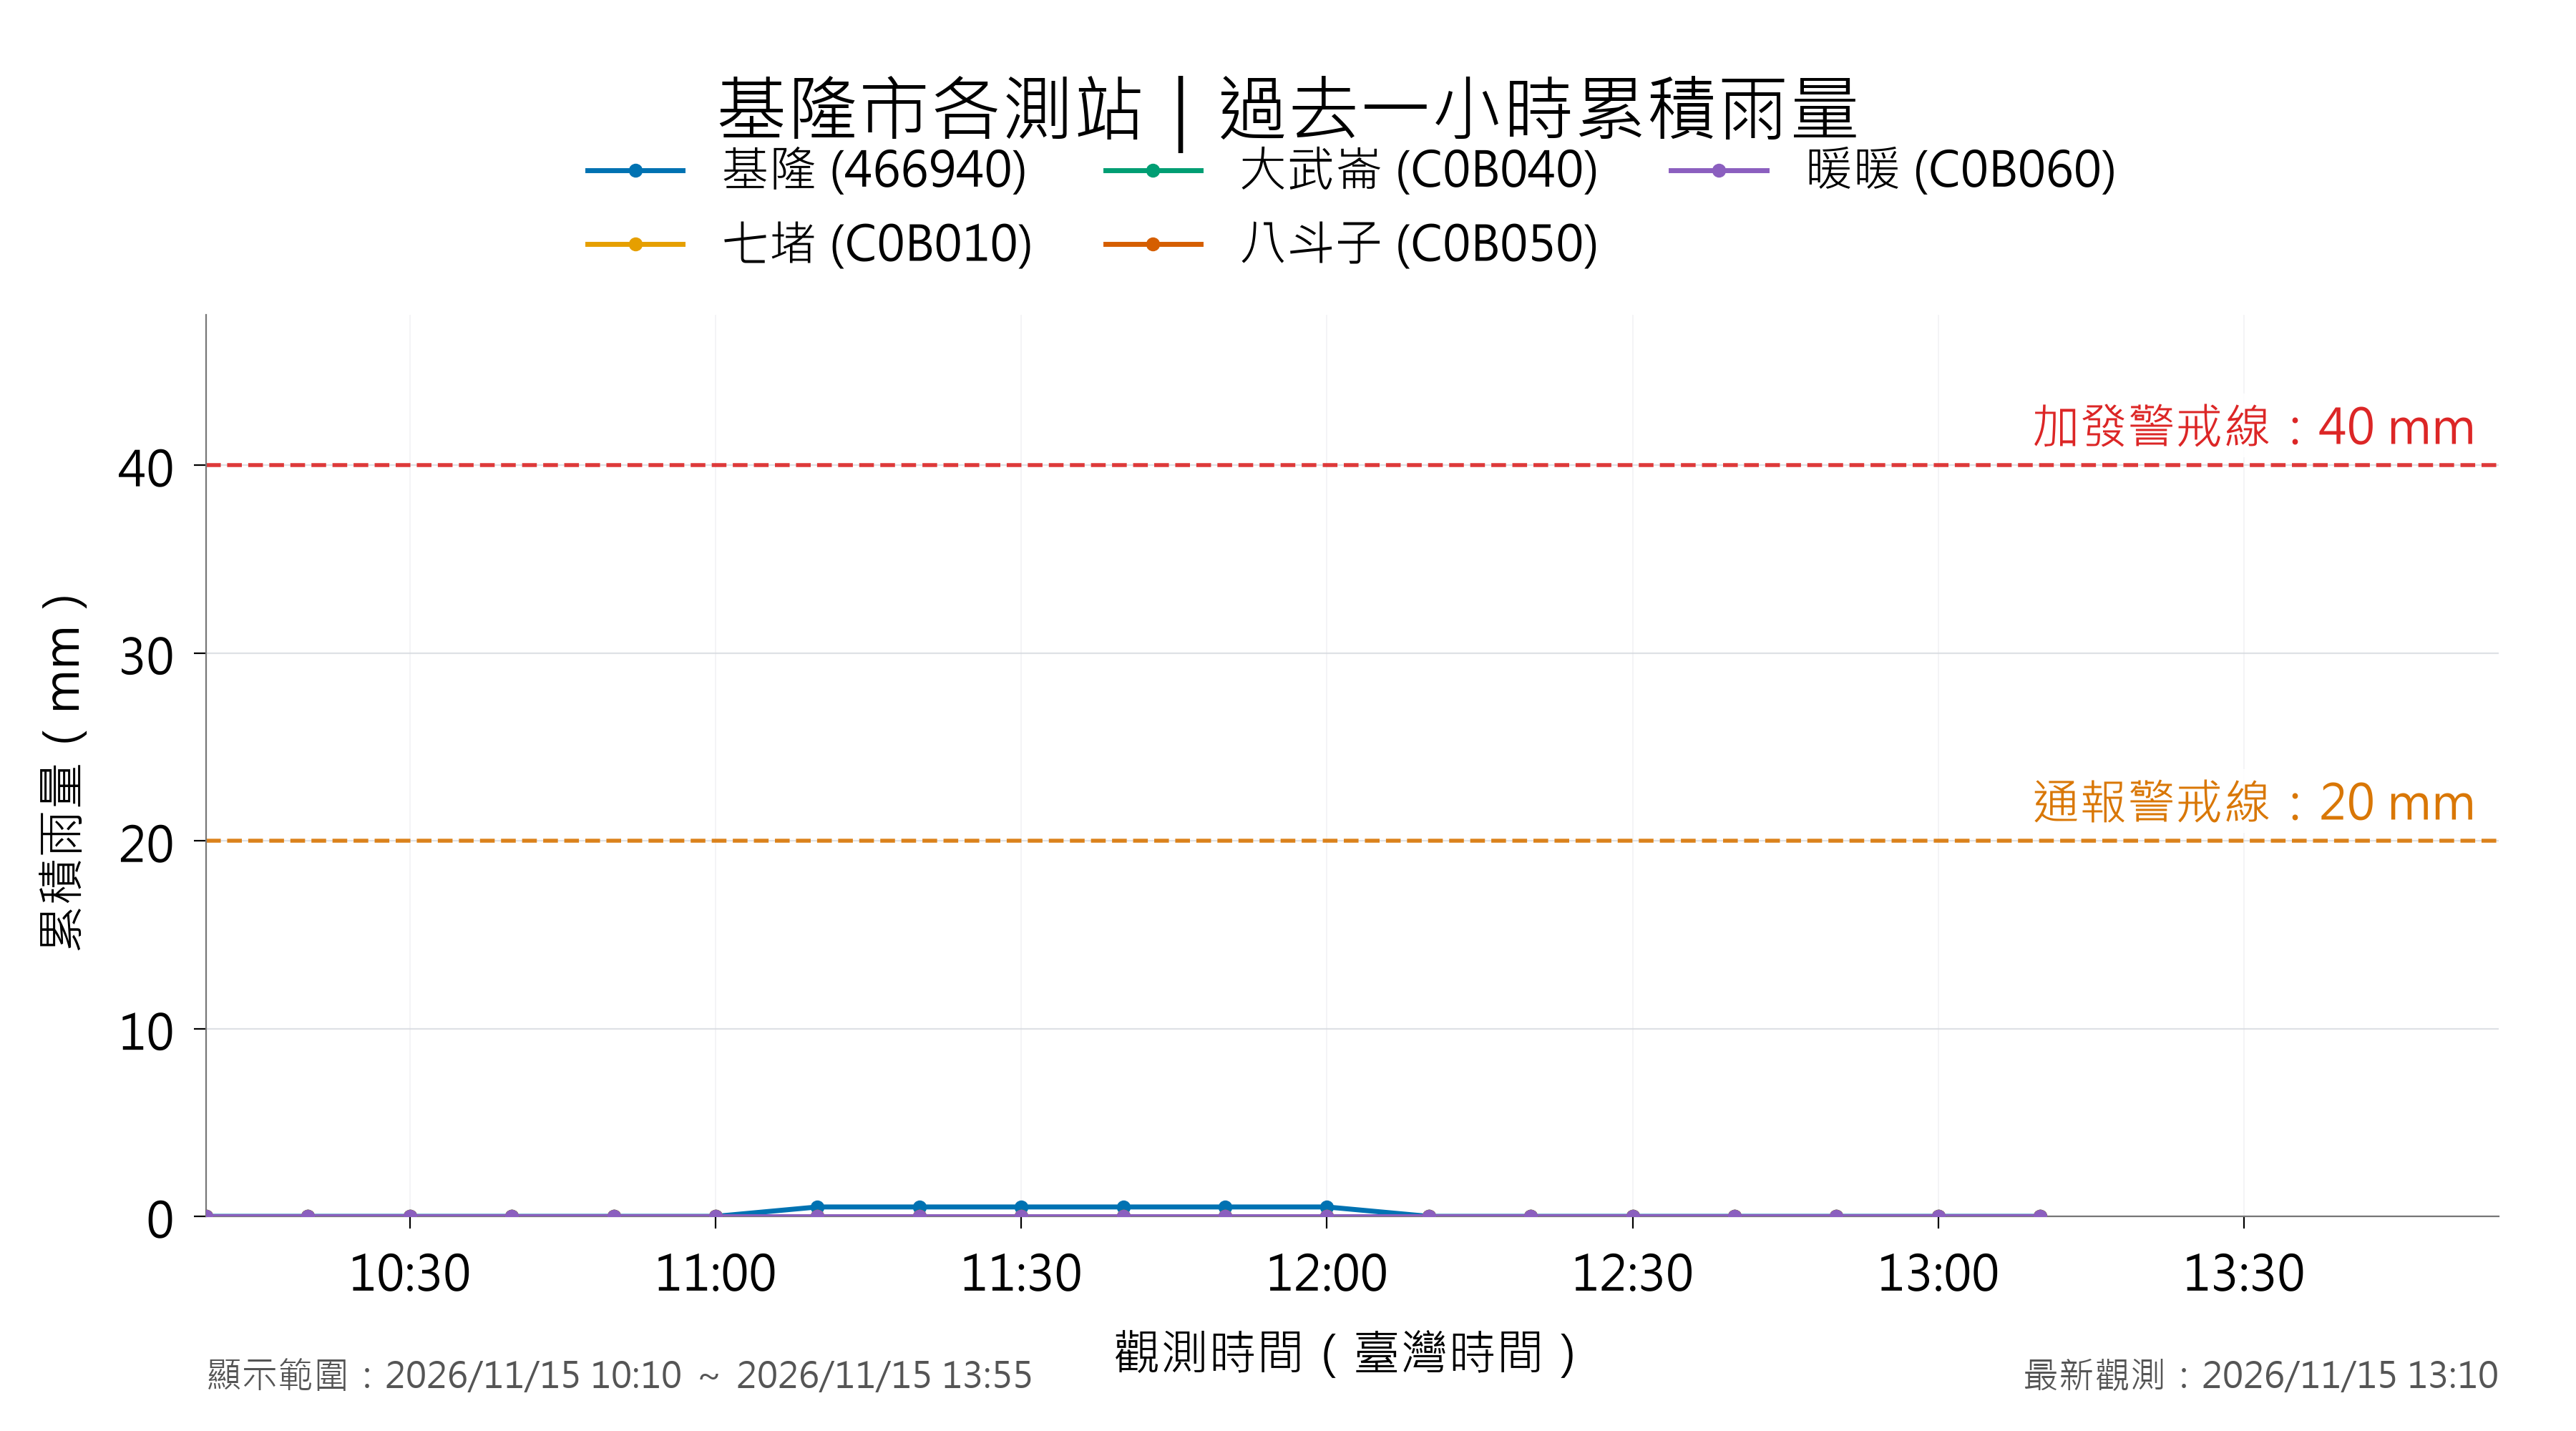 基隆市各測站｜過去一小時累積雨量
基隆 (466940)
大武崙 (C0B040)
暖暖 (C0B060)
七堵 (C0B010)
八斗子 (C0B050)
加發警戒線：40 mm
通報警戒線：20 mm
累積雨量（mm）
40
30
20
10
0
10:30
11:00
11:30
12:00
12:30
13:00
13:30
觀測時間（臺灣時間）
顯示範圍：2026/11/15 10:10 ~ 2026/11/15 13:55
最新觀測：2026/11/15 13:10